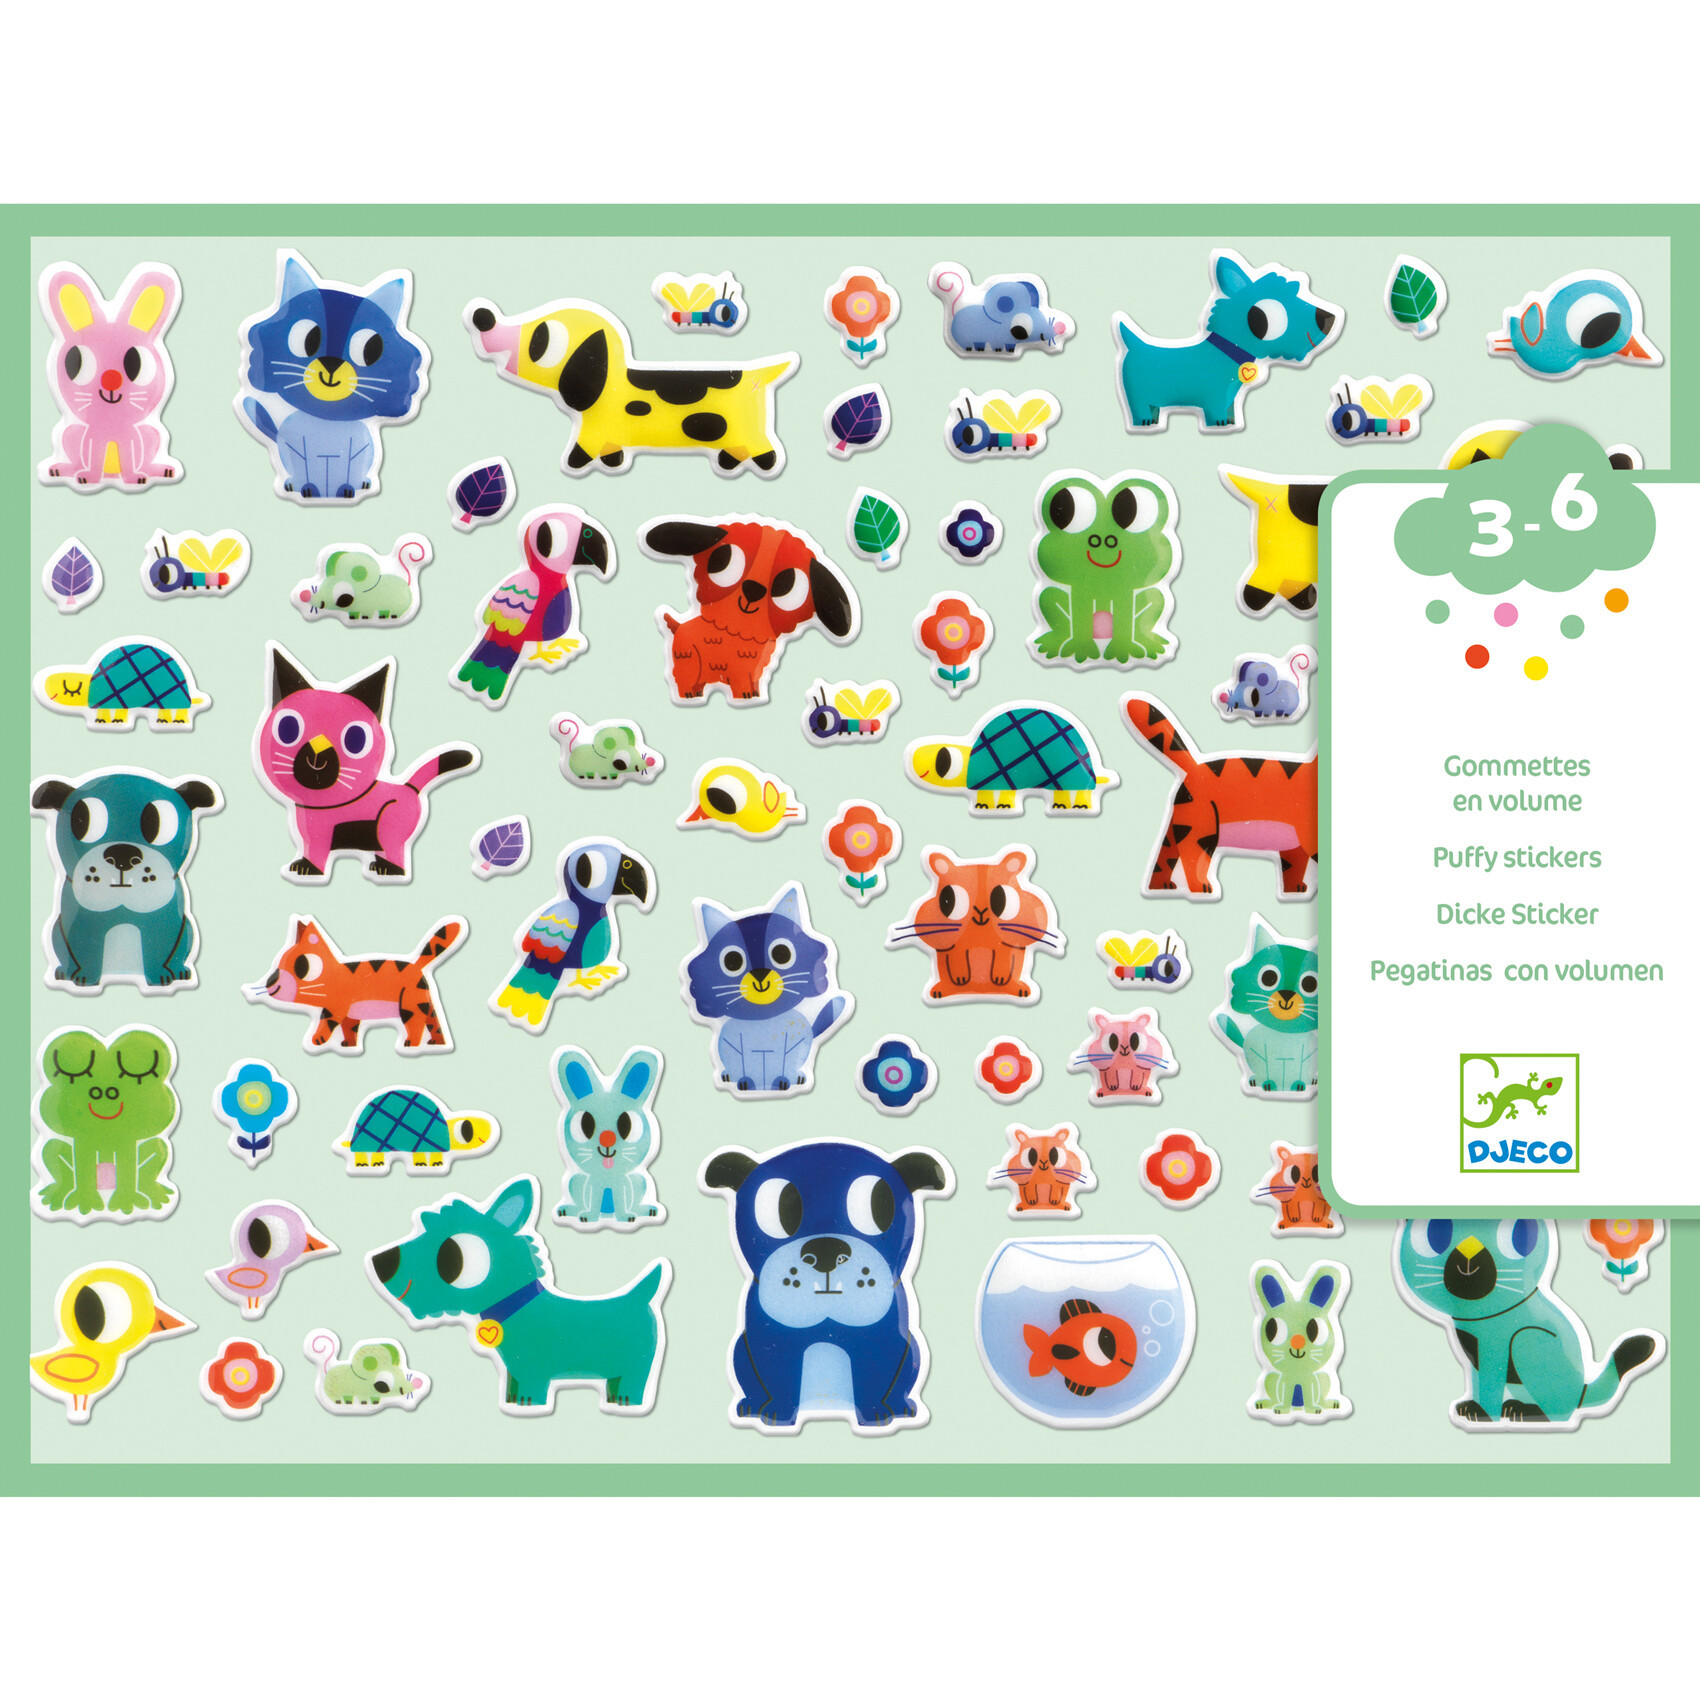 3-6
Gommettes
en volume
Puffy stickers
Dicke Sticker
Pegatinas con volumen
DJECO